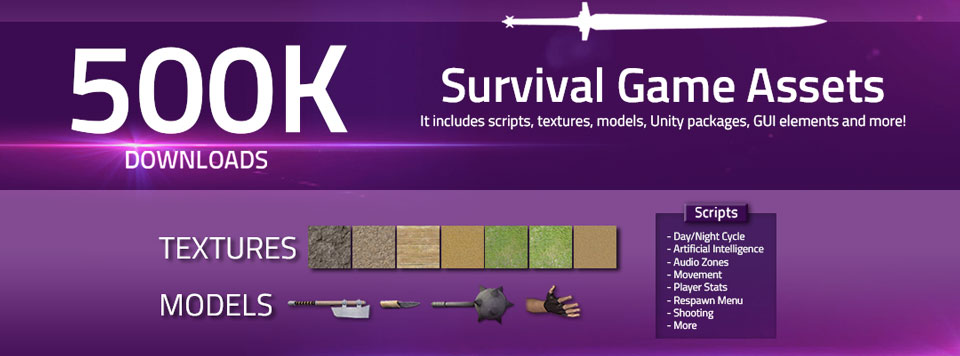 500K
DOWNLOADS
Survival Game Assets
It includes scripts, textures, models, Unity packages, GUI elements and more!
TEXTURES
MODELS
Scripts
- Day/Night Cycle
- Artificial Intelligence
- Audio Zones
- Movement
- Player Stats
- Respawn Menu
- Shooting
- More